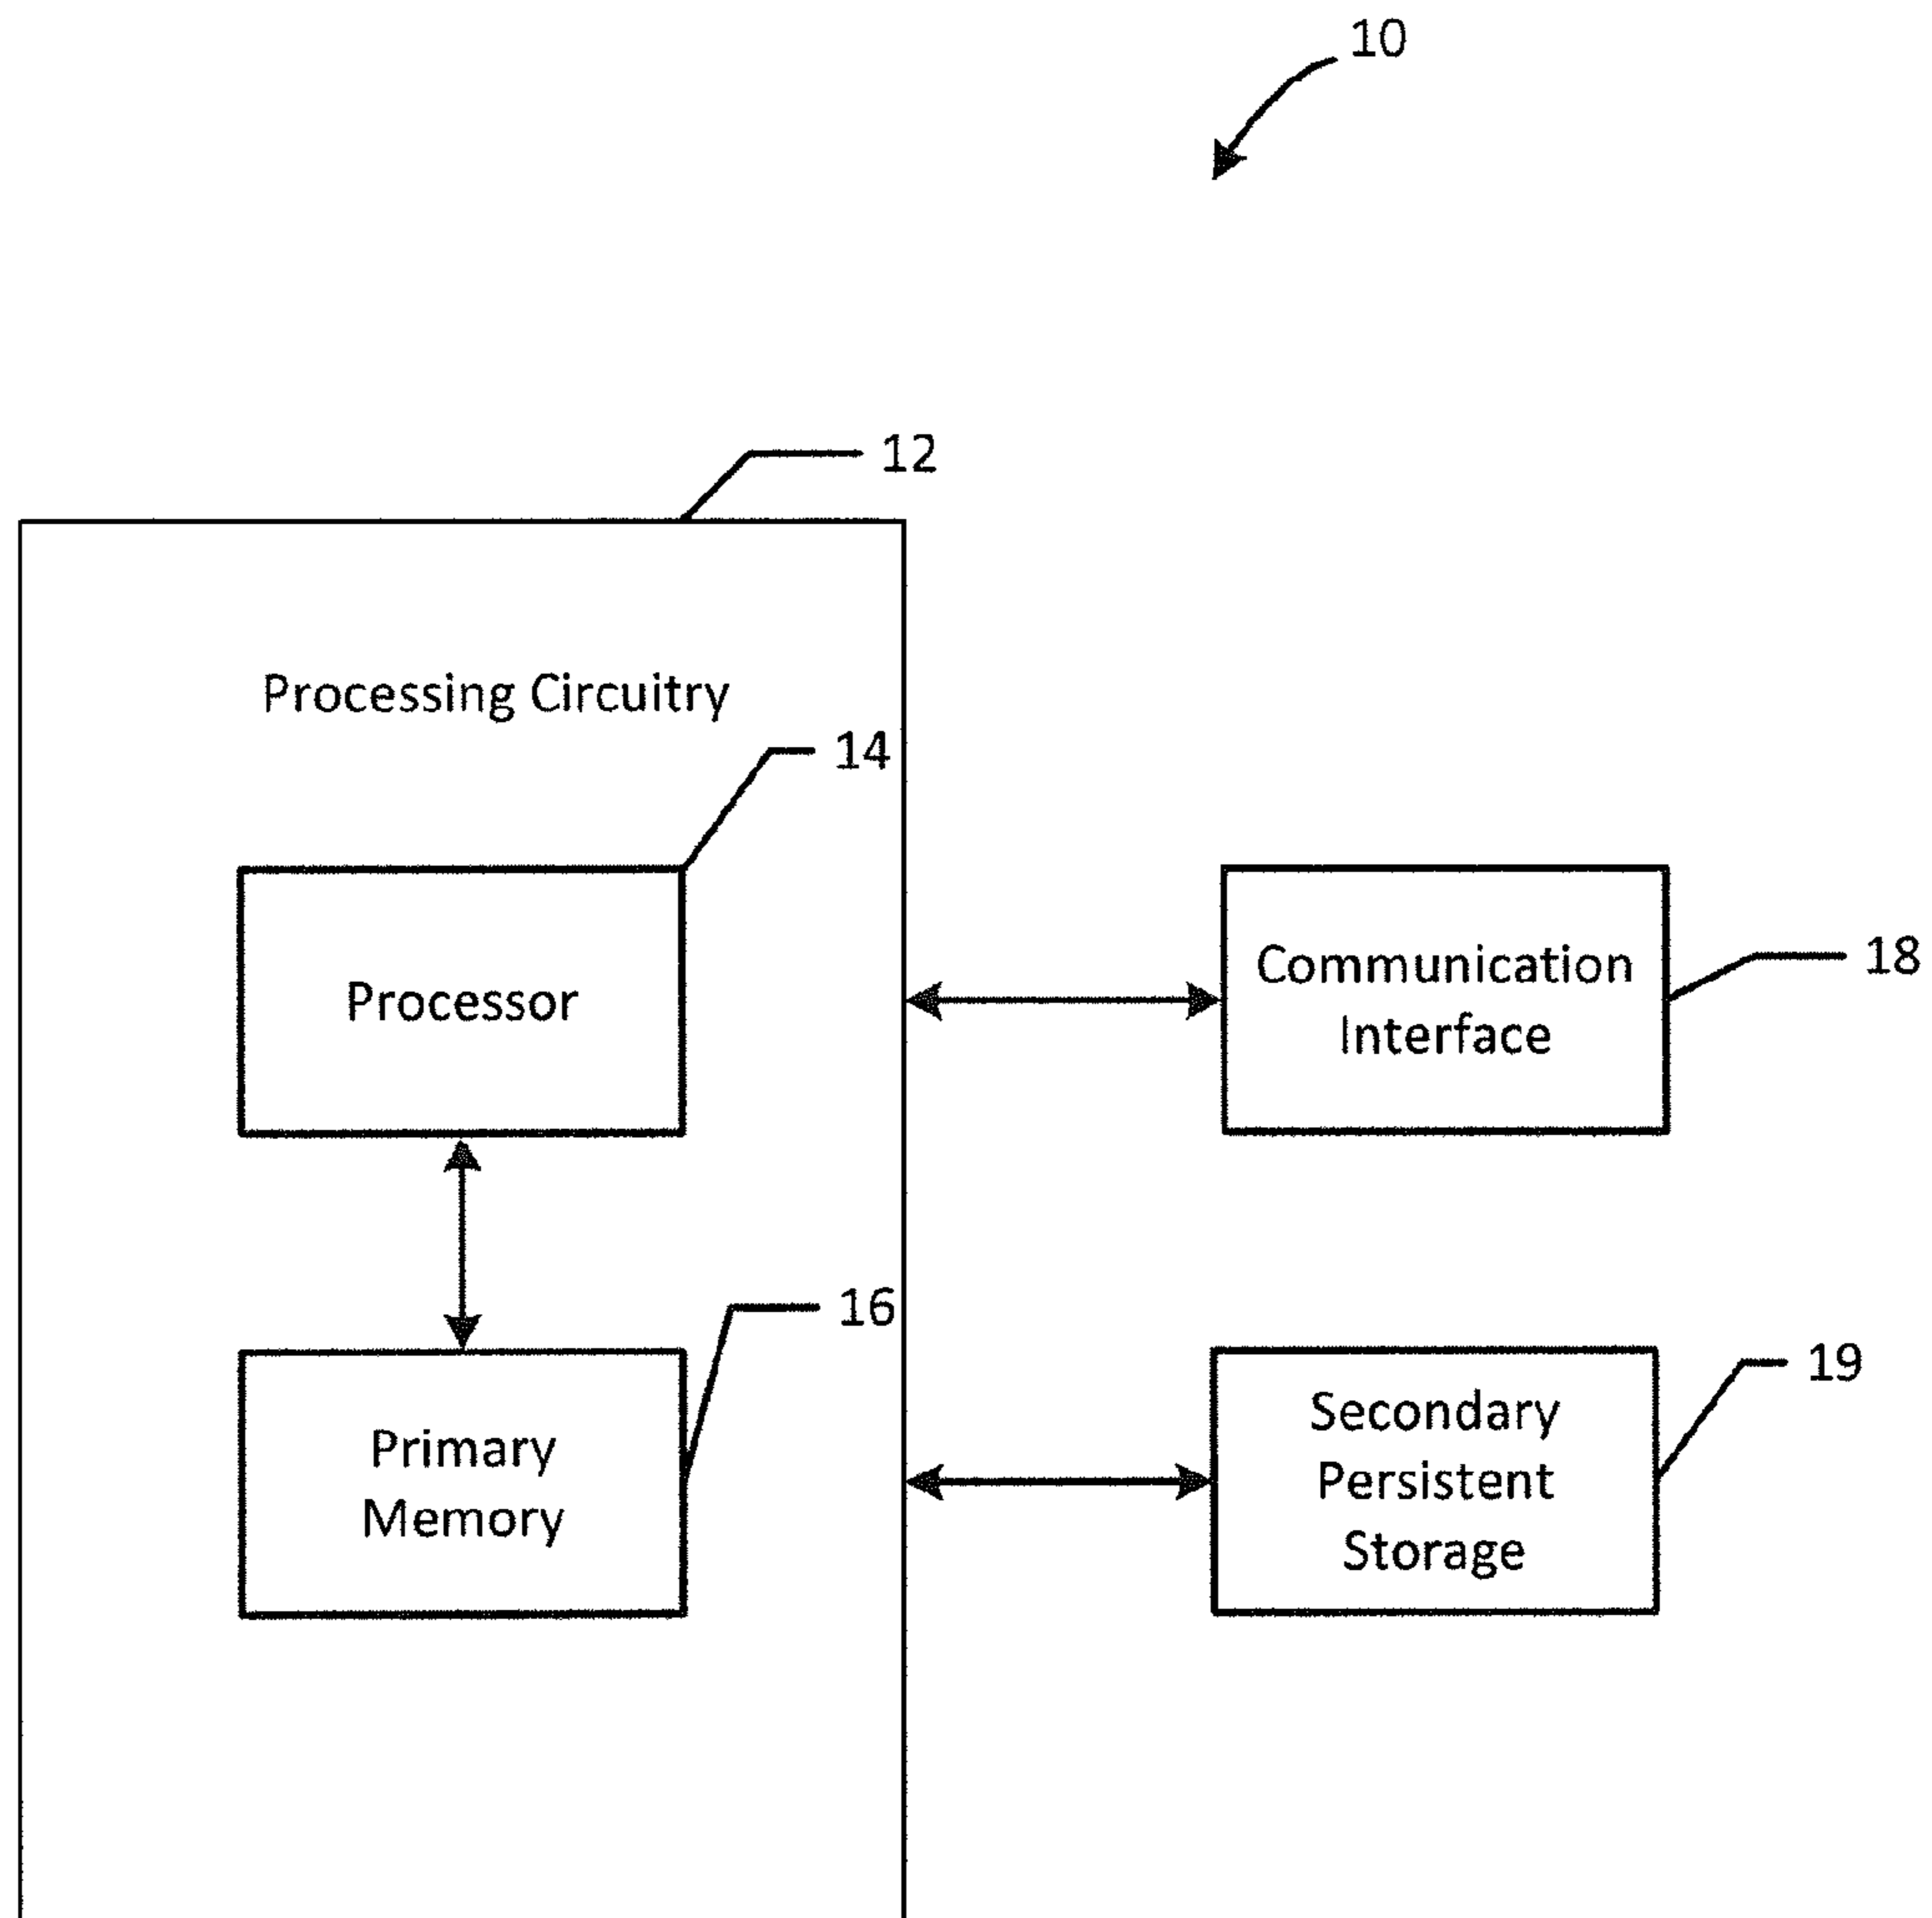 10
12
Processing Circuitry
14
Processor
Communication
Interface
18
16
Primary
Memory
19
Secondary
Persistent
Storage